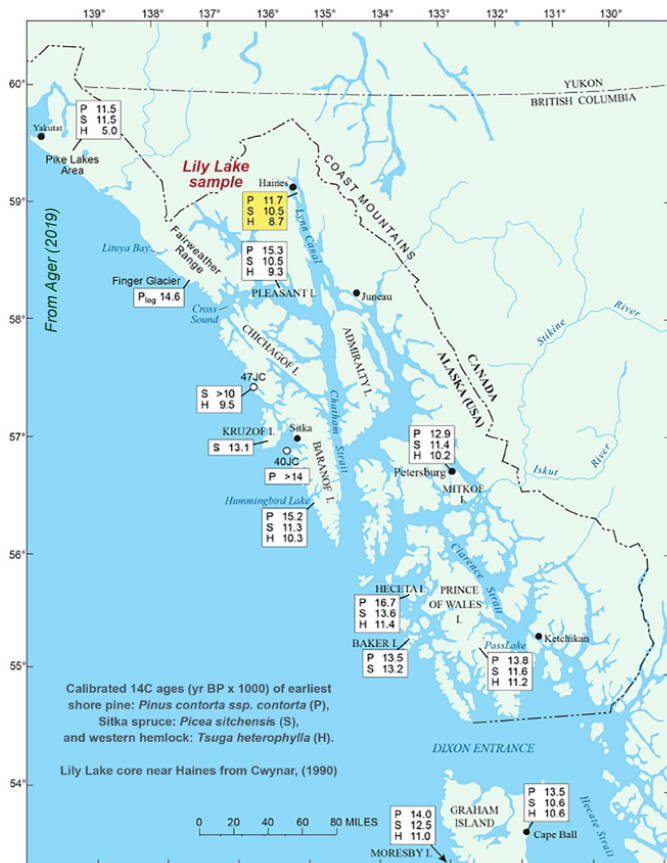 139°
138°
137°
136°
135°
134°
133°
132°
131°
130°
60°
59°
58°
57°
56°
55°
54°
YUKON
BRITISH COLUMBIA
P 11.5
S 11.5
H 5.0
Yakutat
Pike Lakes
Area
Lily Lake
sample
Haines
P 11.7
S 10.5
H 8.7
COAST MOUNTAINS
Lynn Canal
From Ager (2019)
Lituya Bay
Fairweather
Range
P 15.3
S 10.5
H 9.3
PLEASANT I.
Juneau
Finger Glacier
Plog 14.6
Cross
Sound
CHICHAGOF I.
ADMIRALTY I.
Stikine
River
CANADA
ALASKA (USA)
47JC
S >10
H 9.5
Chatham
Strait
KRUZOF I.
Sitka
S 13.1
40JC
P >14
BARANOF I.
P 12.9
S 11.4
H 10.2
Petersburg
MITKOF
I.
Iskut
River
Hummingbird Lake
P 15.2
S 11.3
H 10.3
Clarence
Strait
HECETA I.
P 16.7
S 13.6
H 11.4
PRINCE
OF WALES
I.
BAKER I.
P 13.5
S 13.2
PassLake
P 13.8
S 11.6
H 11.2
Ketchikan
Calibrated 14C ages (yr BP x 1000) of earliest
shore pine: Pinus contorta ssp. contorta (P),
Sitka spruce: Picea sitchensis (S),
and western hemlock: Tsuga heterophylla (H).
Lily Lake core near Haines from Cwynar, (1990)
DIXON ENTRANCE
0 20 40 60 80 MILES
P 14.0
S 12.5
H 11.0
MORESBY I.
GRAHAM
ISLAND
P 13.5
S 10.6
H 10.6
Cape Ball
Hecate Strait